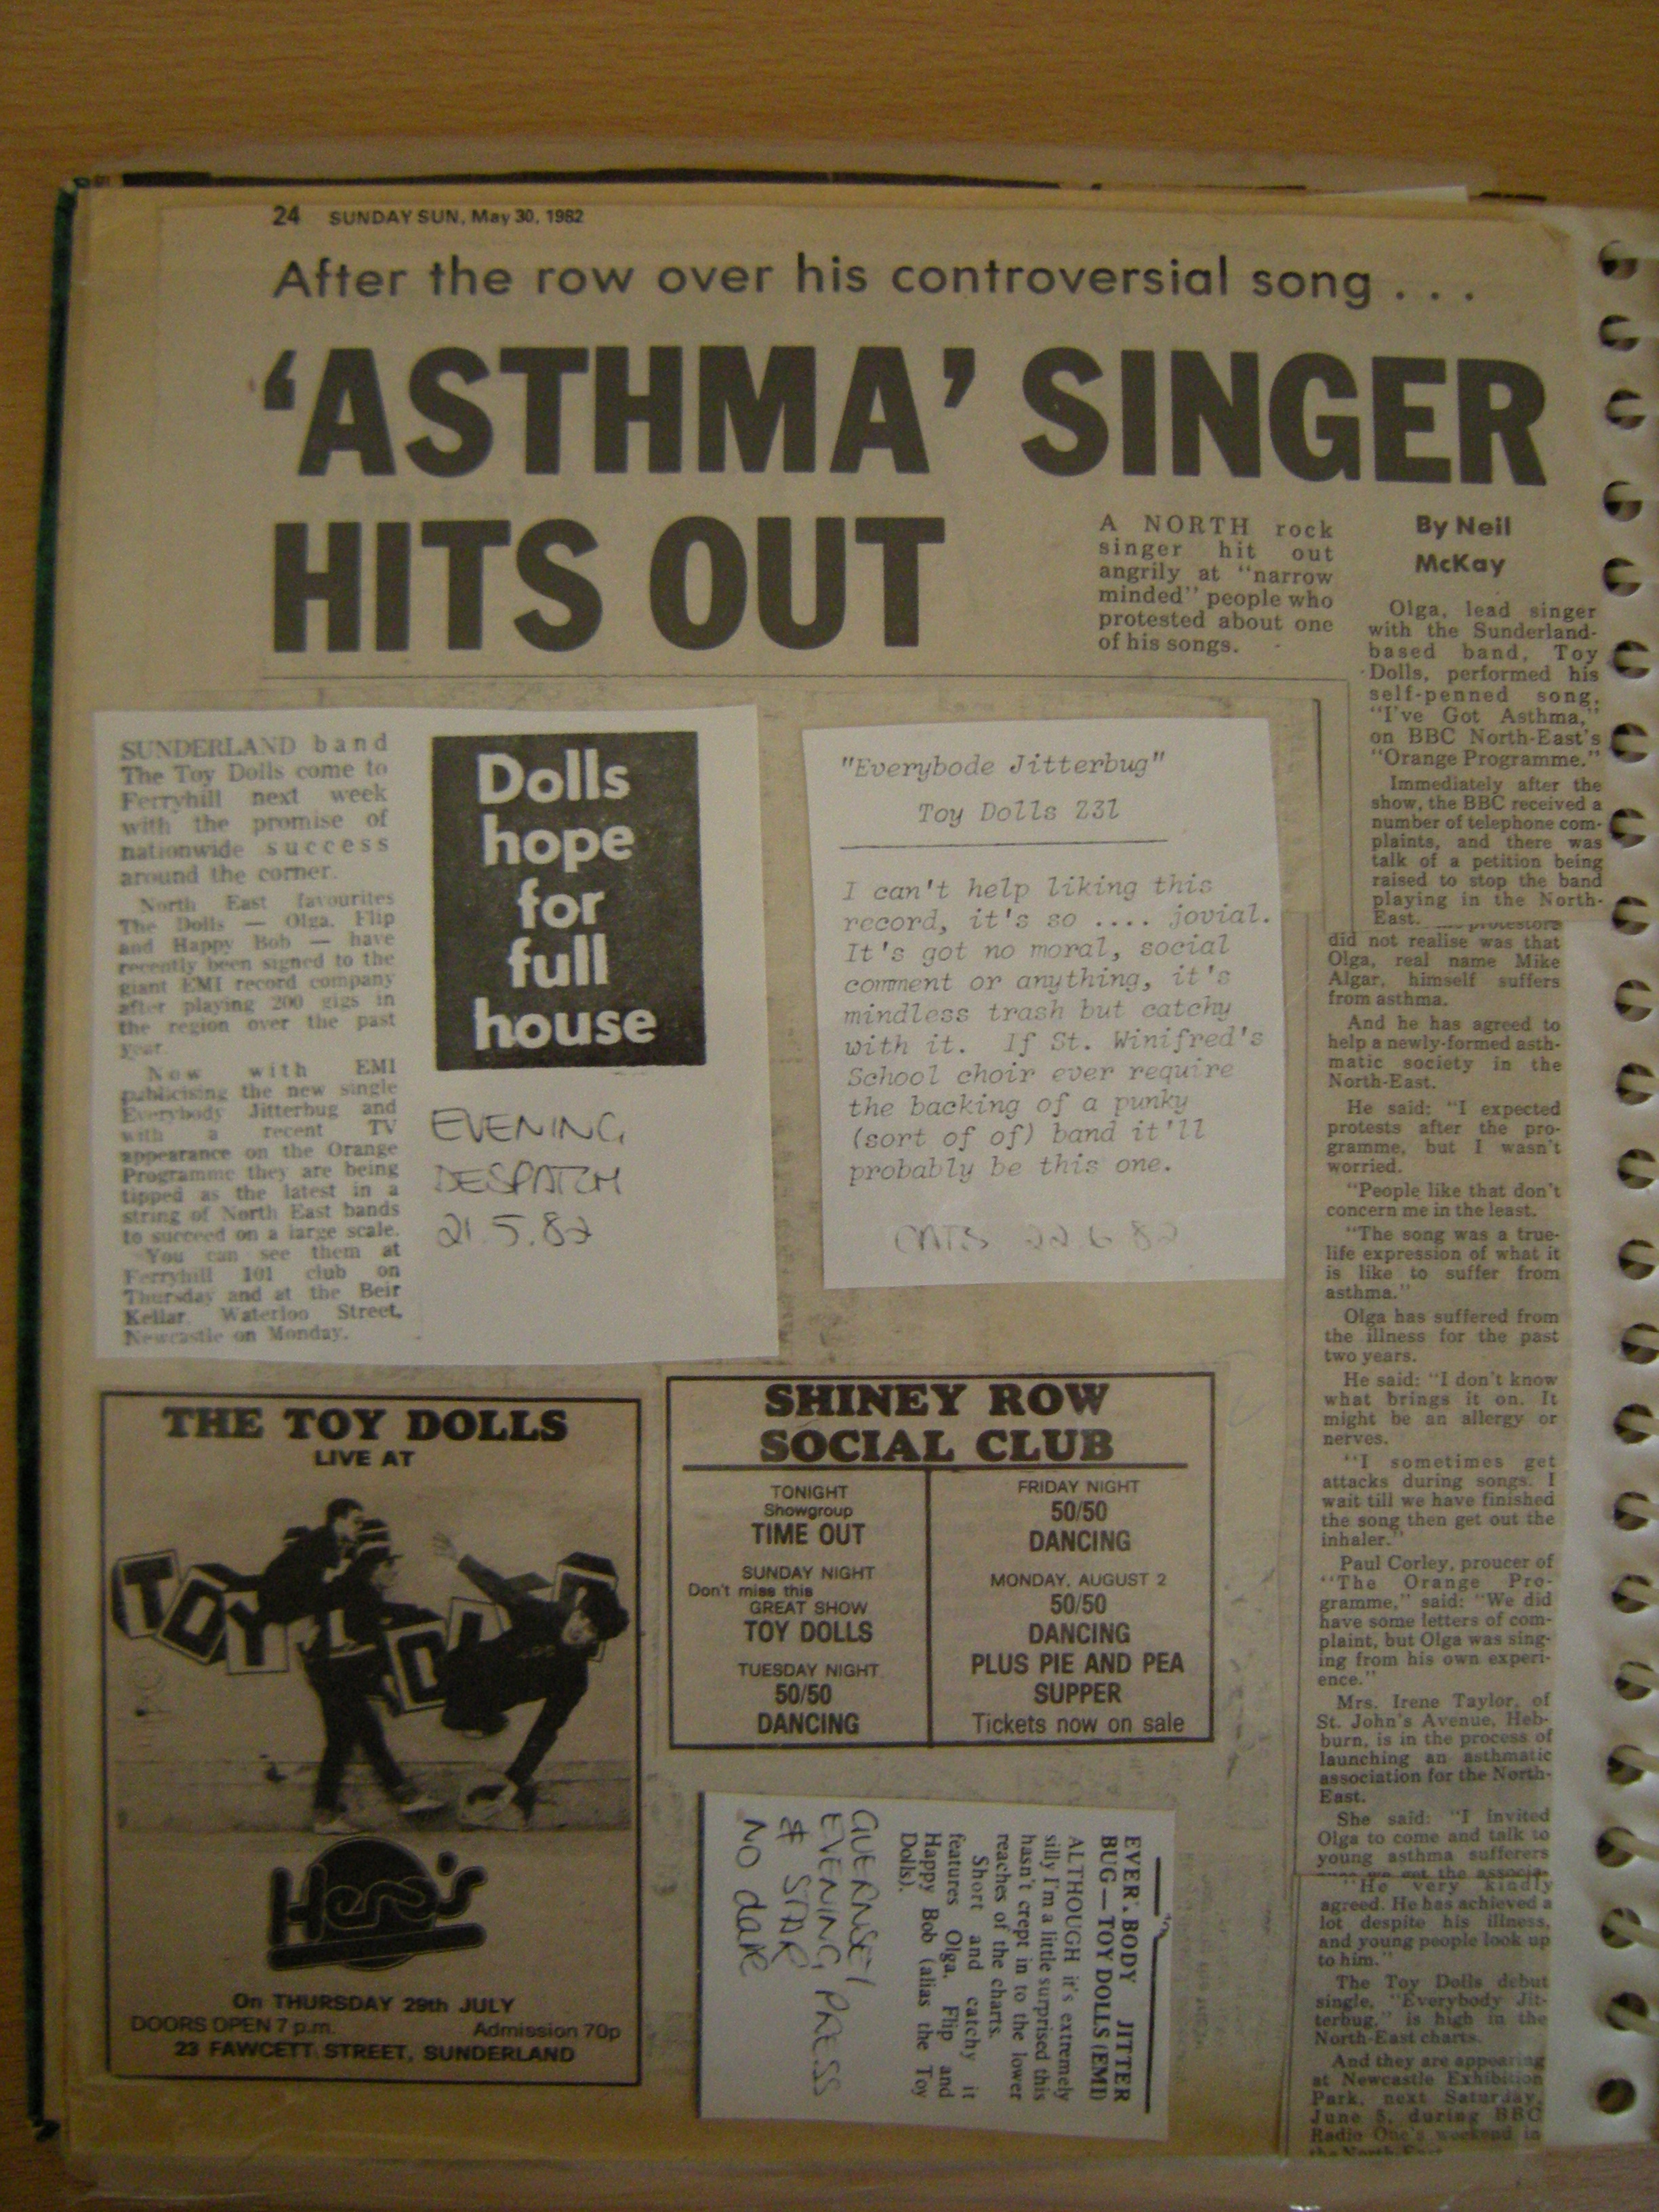 24 SUNDAY SUN, May 30, 1982
After the row over his controversial song . . .
'ASTHMA' SINGER
HITS OUT
A NORTH rock
singer hit out
angrily at "narrow
minded" people who
protested about one
of his songs.
By Neil
McKay
Olga, lead singer
with the Sunderland-
based band, Toy
Dolls, performed his
self-penned song,
"I've Got Asthma,"
on BBC North-East's
"Orange Programme."
Immediately after the
show, the BBC received a
number of telephone com-
plaints, and there was
talk of a petition being
raised to stop the band
playing in the North-
East.
protestors
did not realise was that
Olga, real name Mike
Algar, himself suffers
from asthma.
And he has agreed to
help a newly-formed asth-
matic society in the
North-East.
He said: "I expected
protests after the pro-
gramme, but I wasn't
worried.
"People like that don't
concern me in the least.
"The song was a true-
life expression of what it
is like to suffer from
asthma."
Olga has suffered from
the illness for the past
two years.
He said: "I don't know
what brings it on. It
might be an allergy or
nerves.
"I sometimes get
attacks during songs. I
wait till we have finished
the song then get out the
inhaler."
Paul Corley, proucer of
"The Orange Pro-
gramme," said: "We did
have some letters of com-
plaint, but Olga was sing-
ing from his own experi-
ence."
Mrs. Irene Taylor, of
St. John's Avenue, Heb-
burn, is in the process of
launching an asthmatic
association for the North-
East.
She said: "I invited
Olga to come and talk to
young asthma sufferers
"He very kindly
agreed. He has achieved a
lot despite his illness,
and young people look up
to him."
The Toy Dolls debut
single, "Everybody Jit-
terbug," is high in the
North-East charts.
And they are appearing
at Newcastle Exhibition
Park, next Saturday,
June 5, during BBC
Radio One's weekend in
the North-East.
SUNDERLAND band
The Toy Dolls come to
Ferryhill next week
with the promise of
nationwide success
around the corner.
North East favourites
The Dolls — Olga, Flip
and Happy Bob — have
recently been signed to the
giant EMI record company
after playing 200 gigs in
the region over the past
year.
Now with EMI
publicising the new single
Everybody Jitterbug and
with a recent TV
appearance on the Orange
Programme they are being
tipped as the latest in a
string of North East bands
to succeed on a large scale.
You can see them at
Ferryhill 101 club on
Thursday and at the Beir
Kellar Waterloo Street,
Newcastle on Monday.
Dolls
hope
for
full
house
EVENING
DESPATCH
21.5.82
"Everybode Jitterbug"
Toy Dolls Z31
I can't help liking this
record, it's so .... jovial.
It's got no moral, social
comment or anything, it's
mindless trash but catchy
with it. If St. Winifred's
School choir ever require
the backing of a punky
(sort of of) band it'll
probably be this one.
22 6 82
THE TOY DOLLS
LIVE AT
TOY DOLLS
Hero's
On THURSDAY 29th JULY
DOORS OPEN 7 p.m. Admission 70p
23 FAWCETT STREET, SUNDERLAND
SHINEY ROW
SOCIAL CLUB
TONIGHT
Showgroup
TIME OUT
SUNDAY NIGHT
Don't miss this
GREAT SHOW
TOY DOLLS
TUESDAY NIGHT
50/50
DANCING
FRIDAY NIGHT
50/50
DANCING
MONDAY, AUGUST 2
50/50
DANCING
PLUS PIE AND PEA
SUPPER
Tickets now on sale
EVERYBODY JITTER
BUG — TOY DOLLS (EMI)
ALTHOUGH it's extremely
silly I'm a little surprised this
hasn't crept in to the lower
reaches of the charts.
Short and catchy it
features Olga, Flip and
Happy Bob (alias the Toy
Dolls).
GUERNSEY
EVENING PRESS
& STAR
NO date